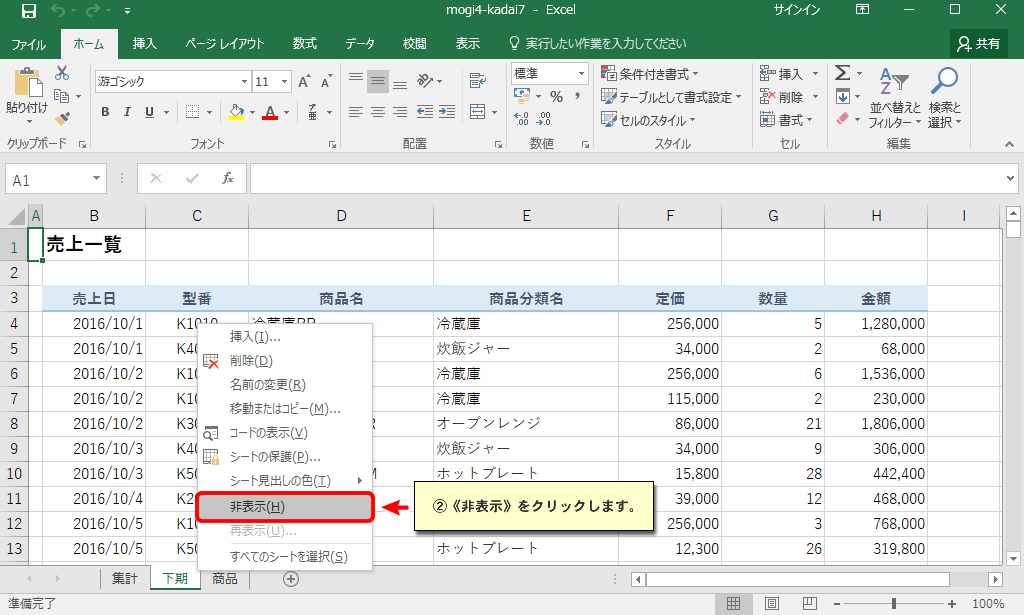 mogi4-kadai7 - Excel サインイン
ファイル ホーム 挿入 ページ レイアウト 数式 データ 校閲 表示 実行したい作業を入力してください 共有
貼り付け 游ゴシック 11 A A 標準 条件付き書式 挿入 Σ A Z
B I U A 亜 % , テーブルとして書式設定 削除 並べ替えと フィルター 検索と 選択
←.0 .00 .00 →.0 セルのスタイル 書式
クリップボード フォント 配置 数値 スタイル セル 編集
A1 fx
A B C D E F G H I
1 売上一覧
2
3 売上日 型番 商品名 商品分類名 定価 数量 金額
4 2016/10/1 K1010 冷蔵庫 256,000 5 1,280,000
5 2016/10/1 K40 炊飯ジャー 34,000 2 68,000
6 2016/10/2 K10 冷蔵庫 256,000 6 1,536,000
7 2016/10/2 K10 冷蔵庫 115,000 2 230,000
8 2016/10/2 K30 R オーブンレンジ 86,000 21 1,806,000
9 2016/10/3 K40 炊飯ジャー 34,000 9 306,000
10 2016/10/3 K50 M ホットプレート 15,800 28 442,400
11 2016/10/4 K20 39,000 12 468,000
12 2016/10/5 K10 256,000 3 768,000
13 2016/10/5 K50 ホットプレート 12,300 26 319,800
挿入(I)...
削除(D)
名前の変更(R)
移動またはコピー(M)...
コードの表示(V)
シートの保護(P)...
シート見出しの色(T)
非表示(H)
再表示(U)...
すべてのシートを選択(S)
②《非表示》をクリックします。
集計 下期 商品
準備完了 100%